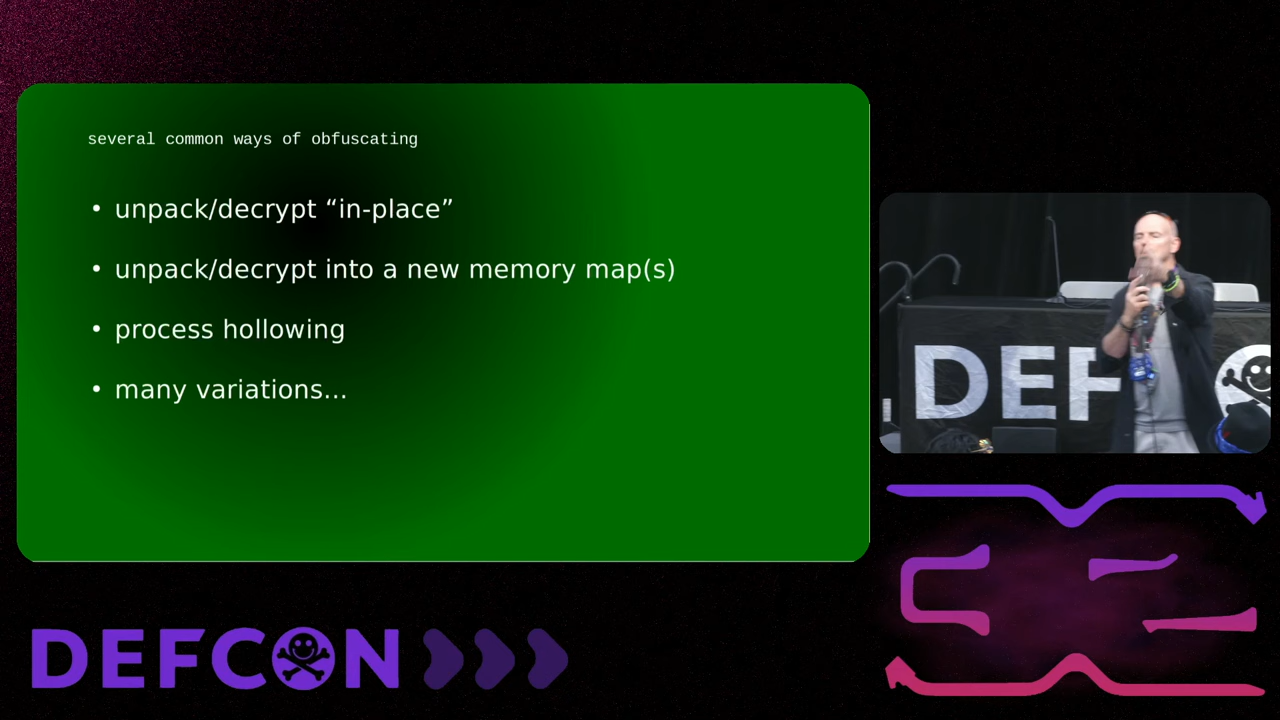 several common ways of obfuscating
• unpack/decrypt “in-place”
• unpack/decrypt into a new memory map(s)
• process hollowing
• many variations...
DEF
DEFCON